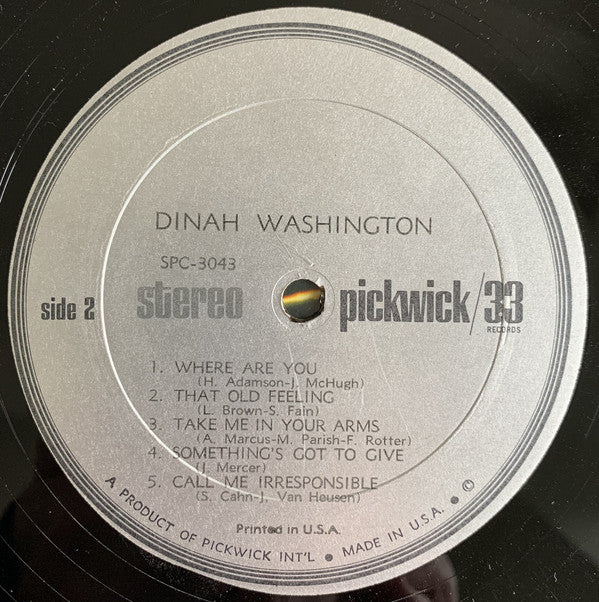 DINAH WASHINGTON
SPC-3043
side 2 stereo pickwick/33
RECORDS
1. WHERE ARE YOU
(H. Adamson-J. McHugh)
2. THAT OLD FEELING
(L. Brown-S. Fain)
3. TAKE ME IN YOUR ARMS
(A. Marcus-M. Parish-F. Rotter)
4. SOMETHING'S GOT TO GIVE
(J. Mercer)
5. CALL ME IRRESPONSIBLE
(S. Cahn-J. Van Heusen)
Printed in U.S.A.
A PRODUCT OF PICKWICK INT'L • MADE IN U.S.A. • ©